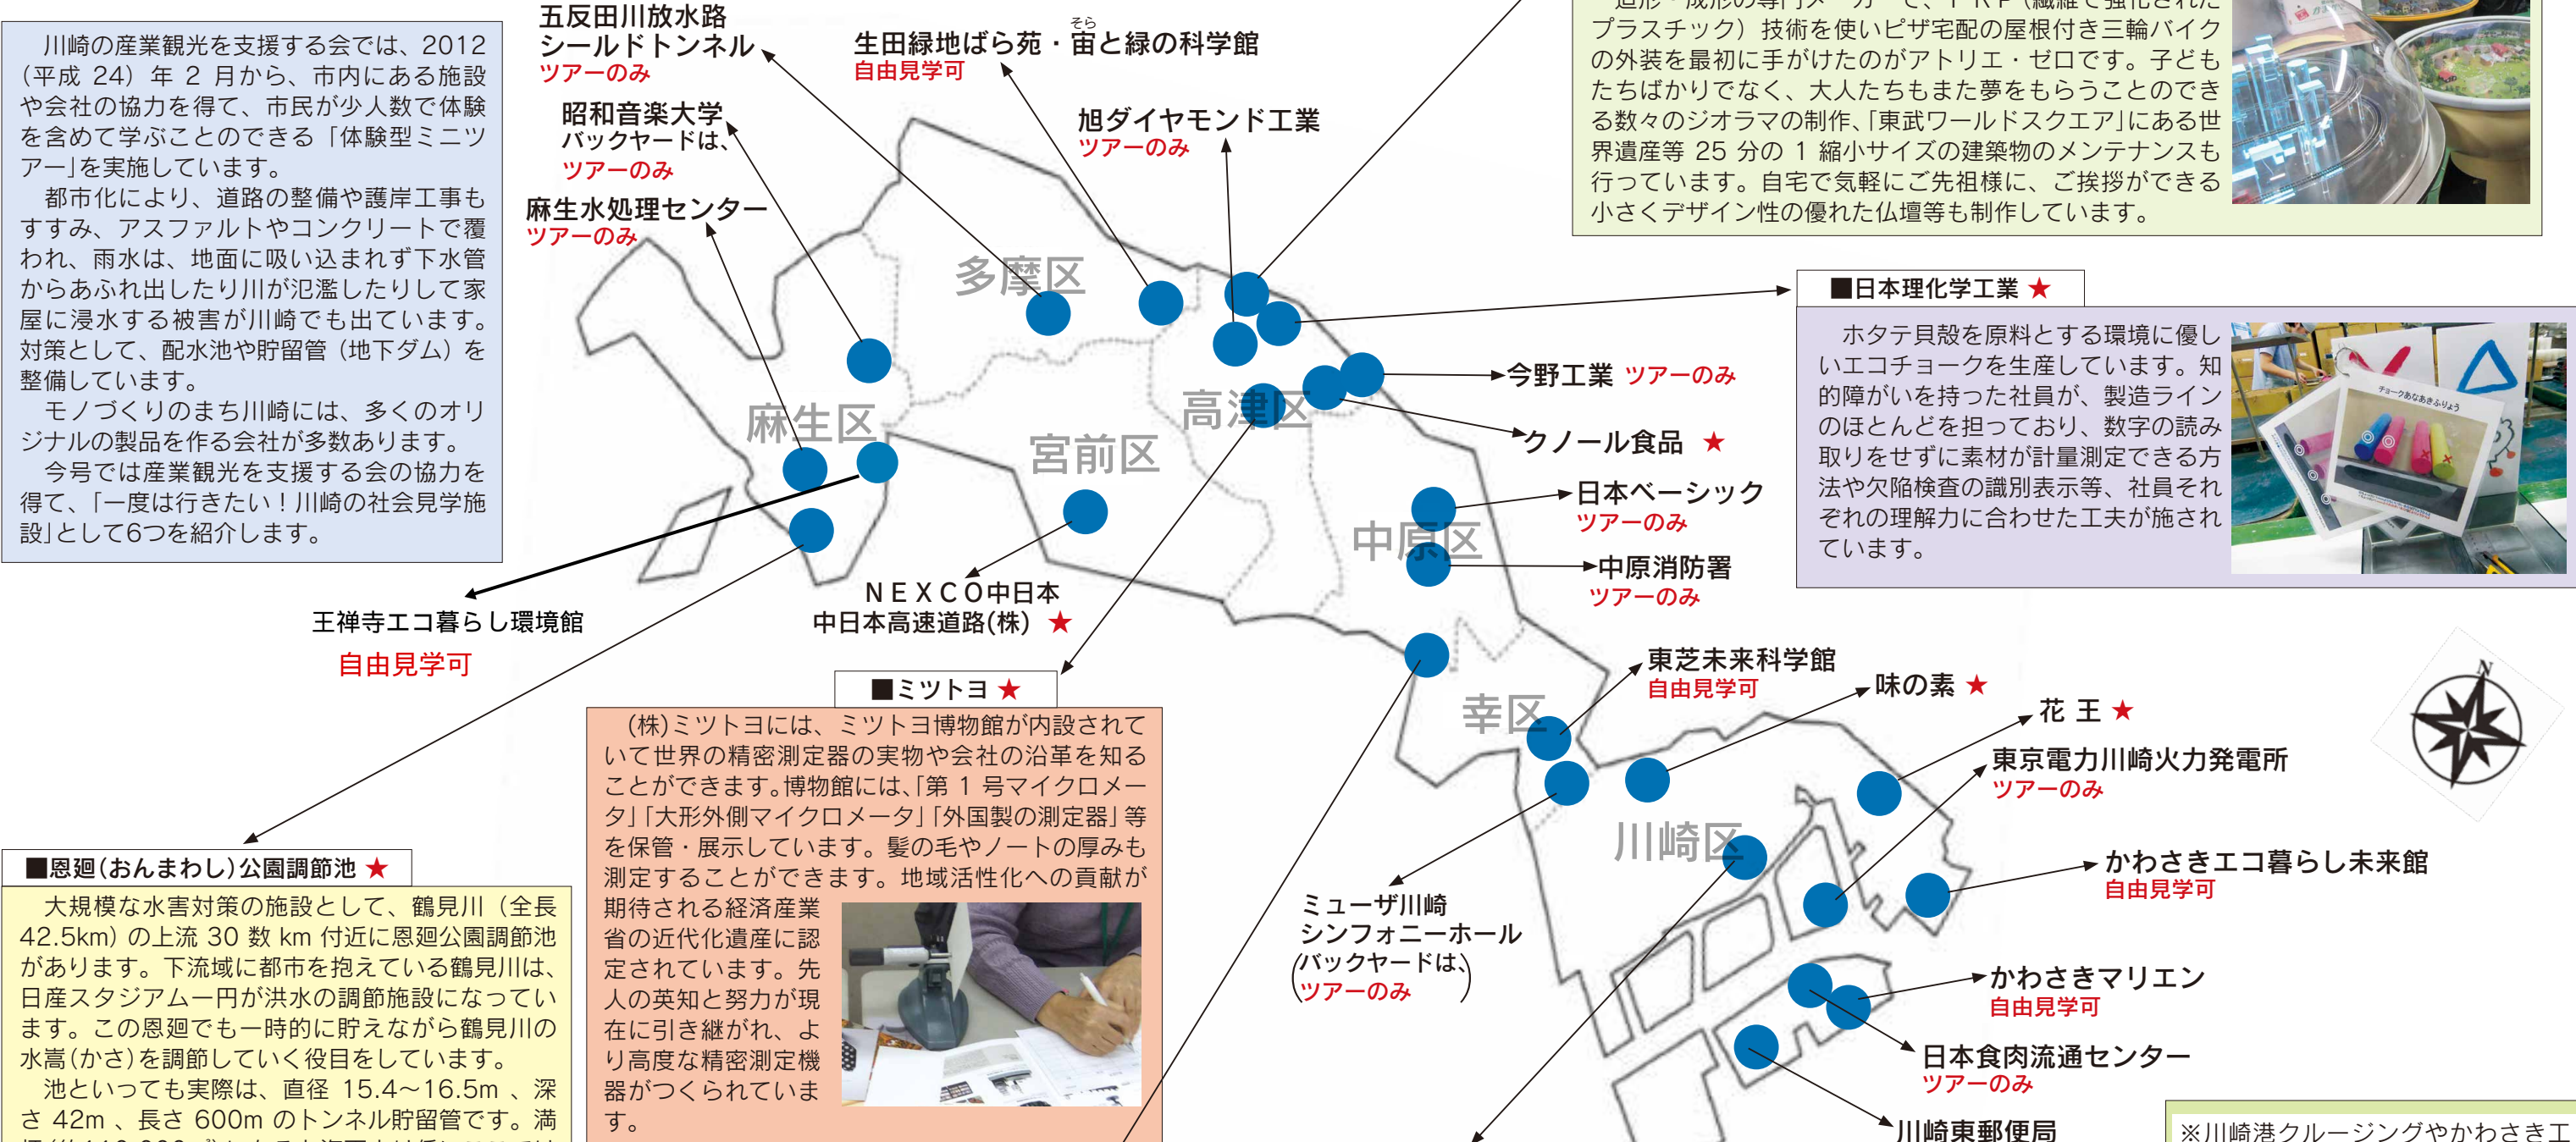 川崎の産業観光を支援する会では、2012
(平成 24) 年 2 月から、市内にある施設
や会社の協力を得て、市民が少人数で体験
を含めて学ぶことのできる「体験型ミニツ
アー」を実施しています。
都市化により、道路の整備や護岸工事も
すすみ、アスファルトやコンクリートで覆
われ、雨水は、地面に吸い込まれず下水管
からあふれ出したり川が氾濫したりして家
屋に浸水する被害が川崎でも出ています。
対策として、配水池や貯留管（地下ダム）を
整備しています。
モノづくりのまち川崎には、多くのオリ
ジナルの製品を作る会社が多数あります。
今号では産業観光を支援する会の協力を
得て、「一度は行きたい！川崎の社会見学施
設」として6つを紹介します。
五反田川放水路
シールドトンネル
ツアーのみ
そら
生田緑地ばら苑・宙と緑の科学館
自由見学可
昭和音楽大学
バックヤードは、
ツアーのみ
旭ダイヤモンド工業
ツアーのみ
麻生水処理センター
ツアーのみ
造形・成形の専門メーカーで、ＦＲＰ（繊維で強化された
プラスチック）技術を使いピザ宅配の屋根付き三輪バイク
の外装を最初に手がけたのがアトリエ・ゼロです。子ども
たちばかりでなく、大人たちもまた夢をもらうことのでき
る数々のジオラマの制作、「東武ワールドスクエア」にある世
界遺産等 25 分の 1 縮小サイズの建築物のメンテナンスも
行っています。自宅で気軽にご先祖様に、ご挨拶ができる
小さくデザイン性の優れた仏壇等も制作しています。
多摩区
麻生区
宮前区
高津区
中原区
幸区
川崎区
■日本理化学工業 ★
ホタテ貝殻を原料とする環境に優し
いエコチョークを生産しています。知
的障がいを持った社員が、製造ライン
のほとんどを担っており、数字の読み
取りをせずに素材が計量測定できる方
法や欠陥検査の識別表示等、社員それ
ぞれの理解力に合わせた工夫が施され
ています。
チョークあなあきふりょう
今野工業 ツアーのみ
クノール食品 ★
日本ベーシック
ツアーのみ
中原消防署
ツアーのみ
王禅寺エコ暮らし環境館
自由見学可
ＮＥＸＣＯ中日本
中日本高速道路(株) ★
■ミツトヨ ★
(株)ミツトヨには、ミツトヨ博物館が内設されて
いて世界の精密測定器の実物や会社の沿革を知る
ことができます。博物館には、「第 1 号マイクロメー
タ」「大形外側マイクロメータ」「外国製の測定器」等
を保管・展示しています。髪の毛やノートの厚みも
測定することができます。地域活性化への貢献が
期待される経済産業
省の近代化遺産に認
定されています。先
人の英知と努力が現
在に引き継がれ、よ
り高度な精密測定機
器がつくられていま
す。
東芝未来科学館
自由見学可
味の素 ★
花 王 ★
東京電力川崎火力発電所
ツアーのみ
かわさきエコ暮らし未来館
自由見学可
N
■恩廻(おんまわし)公園調節池 ★
大規模な水害対策の施設として、鶴見川（全長
42.5km）の上流 30 数 km 付近に恩廻公園調節池
があります。下流域に都市を抱えている鶴見川は、
日産スタジアム一円が洪水の調節施設になってい
ます。この恩廻でも一時的に貯えながら鶴見川の
水嵩(かさ)を調節していく役目をしています。
池といっても実際は、直径 15.4～16.5m 、深
さ 42m 、長さ 600m のトンネル貯留管です。満
ミューザ川崎
シンフォニーホール
(バックヤードは、
ツアーのみ)
かわさきマリエン
自由見学可
日本食肉流通センター
ツアーのみ
川崎東郵便局
※川崎港クルージングやかわさき工